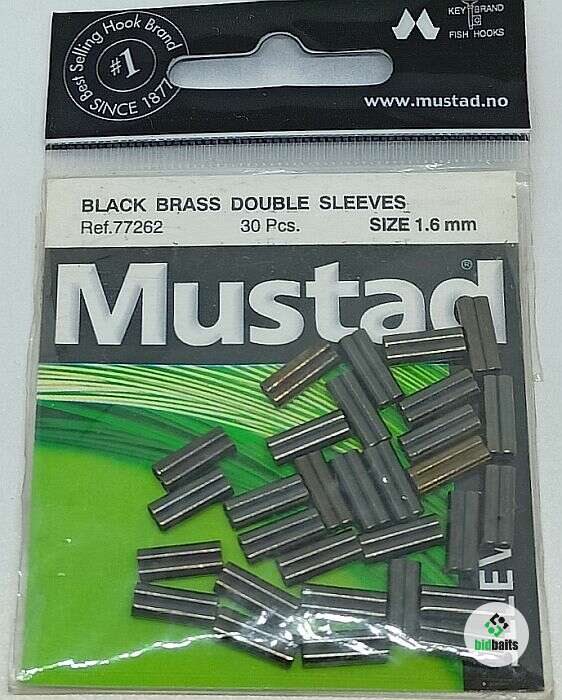 Best Selling Hook Brand
#1
SINCE 1877
KEY BRAND
FISH HOOKS
www.mustad.no
BLACK BRASS DOUBLE SLEEVES
Ref.77262 30 Pcs. SIZE 1.6 mm
Mustad®
bidbaits